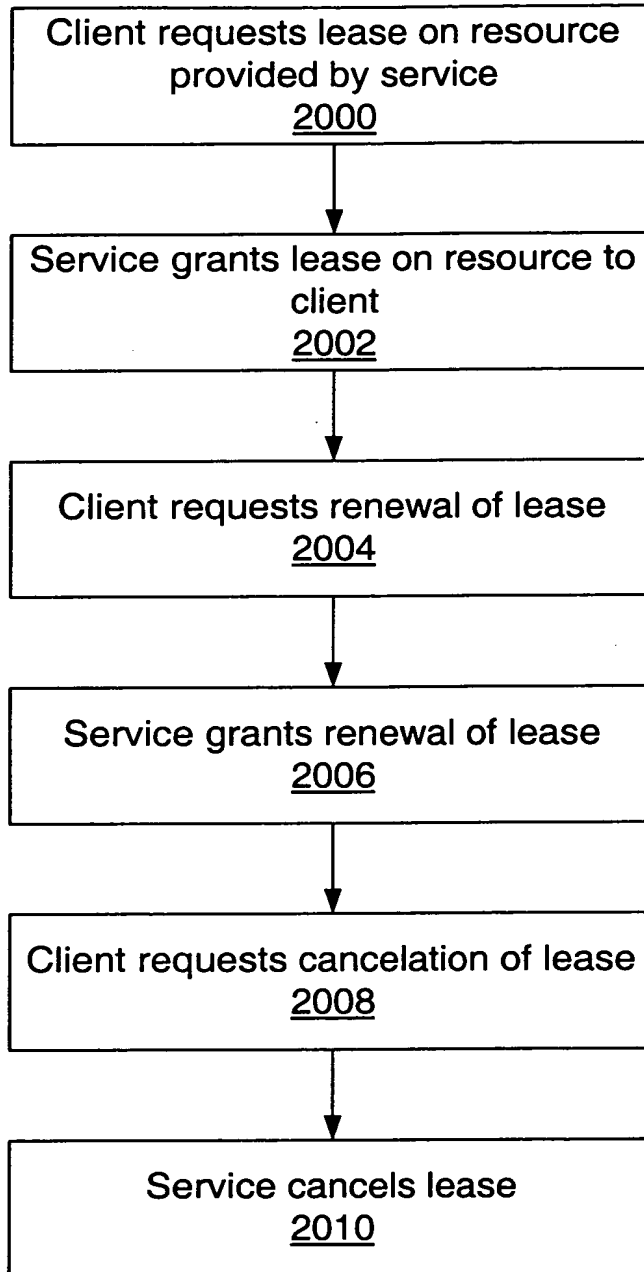 Client requests lease on resource
provided by service
2000
Service grants lease on resource to
client
2002
Client requests renewal of lease
2004
Service grants renewal of lease
2006
Client requests cancelation of lease
2008
Service cancels lease
2010